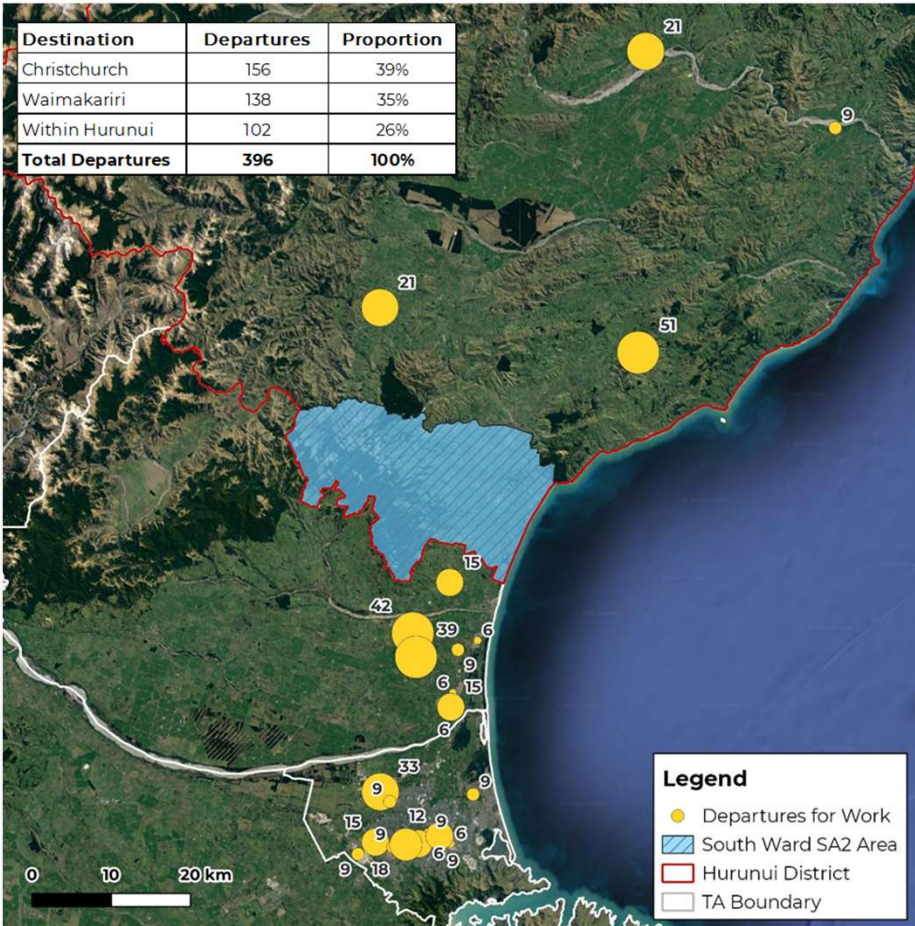 Destination Departures Proportion
Christchurch 156 39%
Waimakariri 138 35%
Within Hurunui 102 26%
Total Departures 396 100%
21
9
21
51
15
42
39 6
9
6 15
6
33
9 9
15 12 9
9 6
6
9 18 9
0 10 20 km
Legend
Departures for Work
South Ward SA2 Area
Hurunui District
TA Boundary